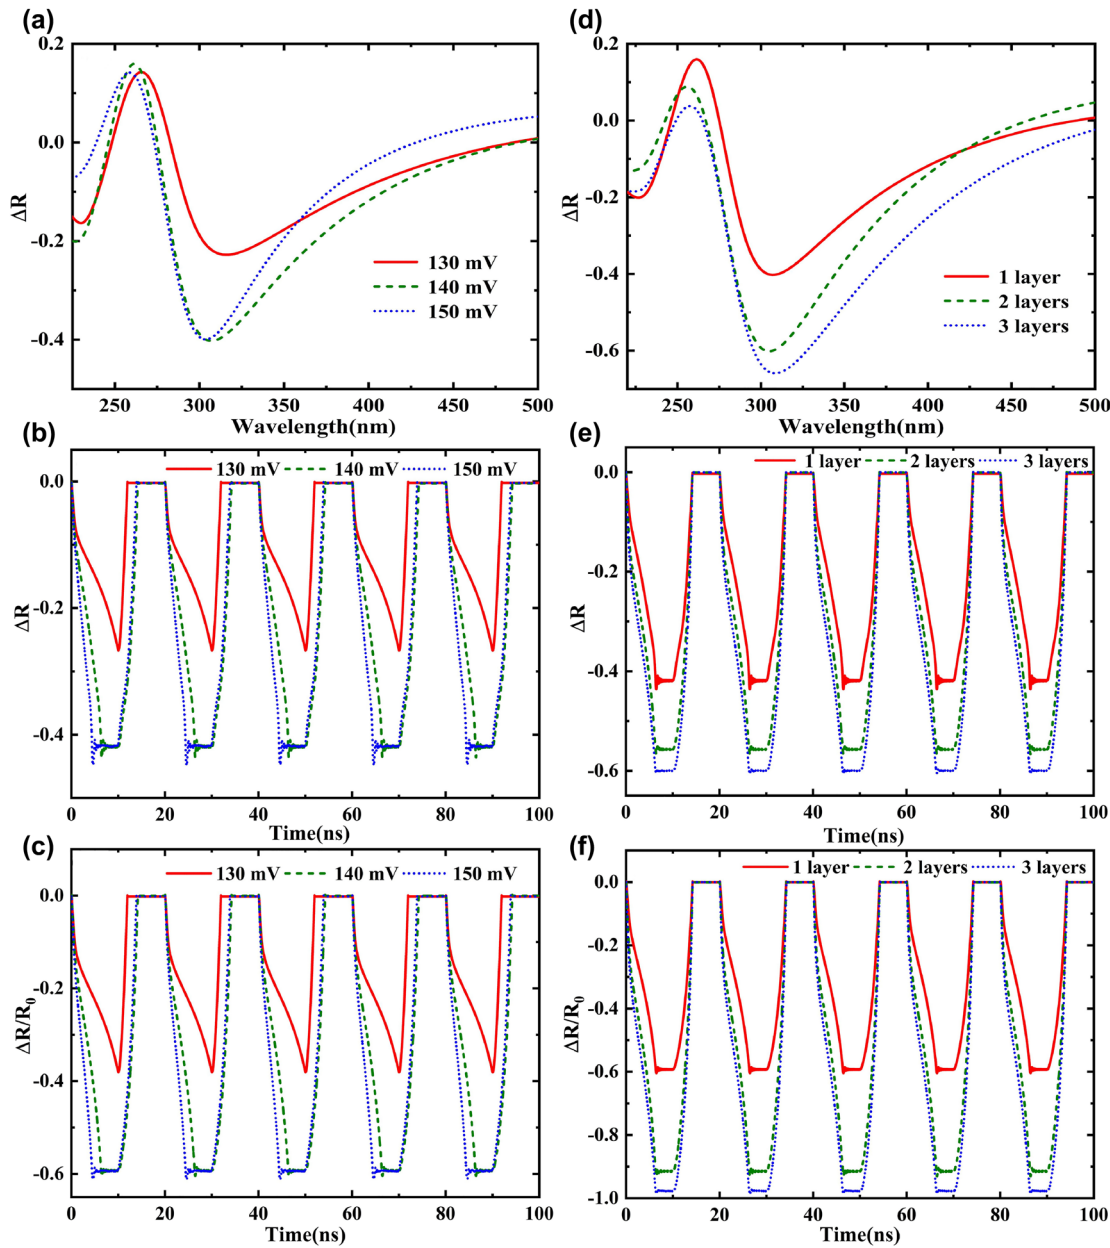 (a)
0.2
0.0
-0.2
-0.4
ΔR
130 mV
140 mV
150 mV
250 300 350 400 450 500
Wavelength(nm)
(d)
0.2
0.0
-0.2
-0.4
-0.6
ΔR
1 layer
2 layers
3 layers
250 300 350 400 450 500
Wavelength(nm)
(b)
130 mV 140 mV 150 mV
0.0
-0.2
-0.4
ΔR
0 20 40 60 80 100
Time(ns)
(e)
1 layer 2 layers 3 layers
0.0
-0.2
-0.4
-0.6
ΔR
0 20 40 60 80 100
Time(ns)
(c)
130 mV 140 mV 150 mV
0.0
-0.2
-0.4
-0.6
ΔR/R₀
0 20 40 60 80 100
Time(ns)
(f)
1 layer 2 layers 3 layers
0.0
-0.2
-0.4
-0.6
-0.8
-1.0
ΔR/R₀
0 20 40 60 80 100
Time(ns)